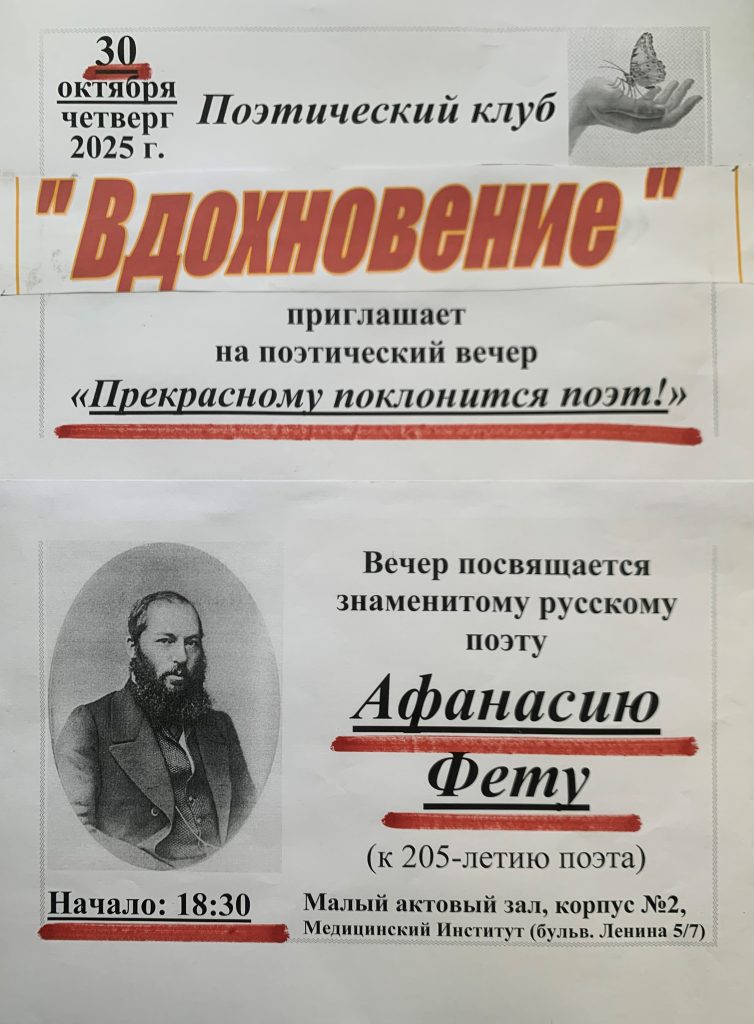 30
октября
четверг
2025 г.
Поэтический клуб
"Вдохновение"
приглашает
на поэтический вечер
«Прекрасному поклонится поэт!»
Вечер посвящается
знаменитому русскому
поэту
Афанасию
Фету
(к 205-летию поэта)
Начало: 18:30
Малый актовый зал, корпус №2,
Медицинский Институт (бульв. Ленина 5/7)